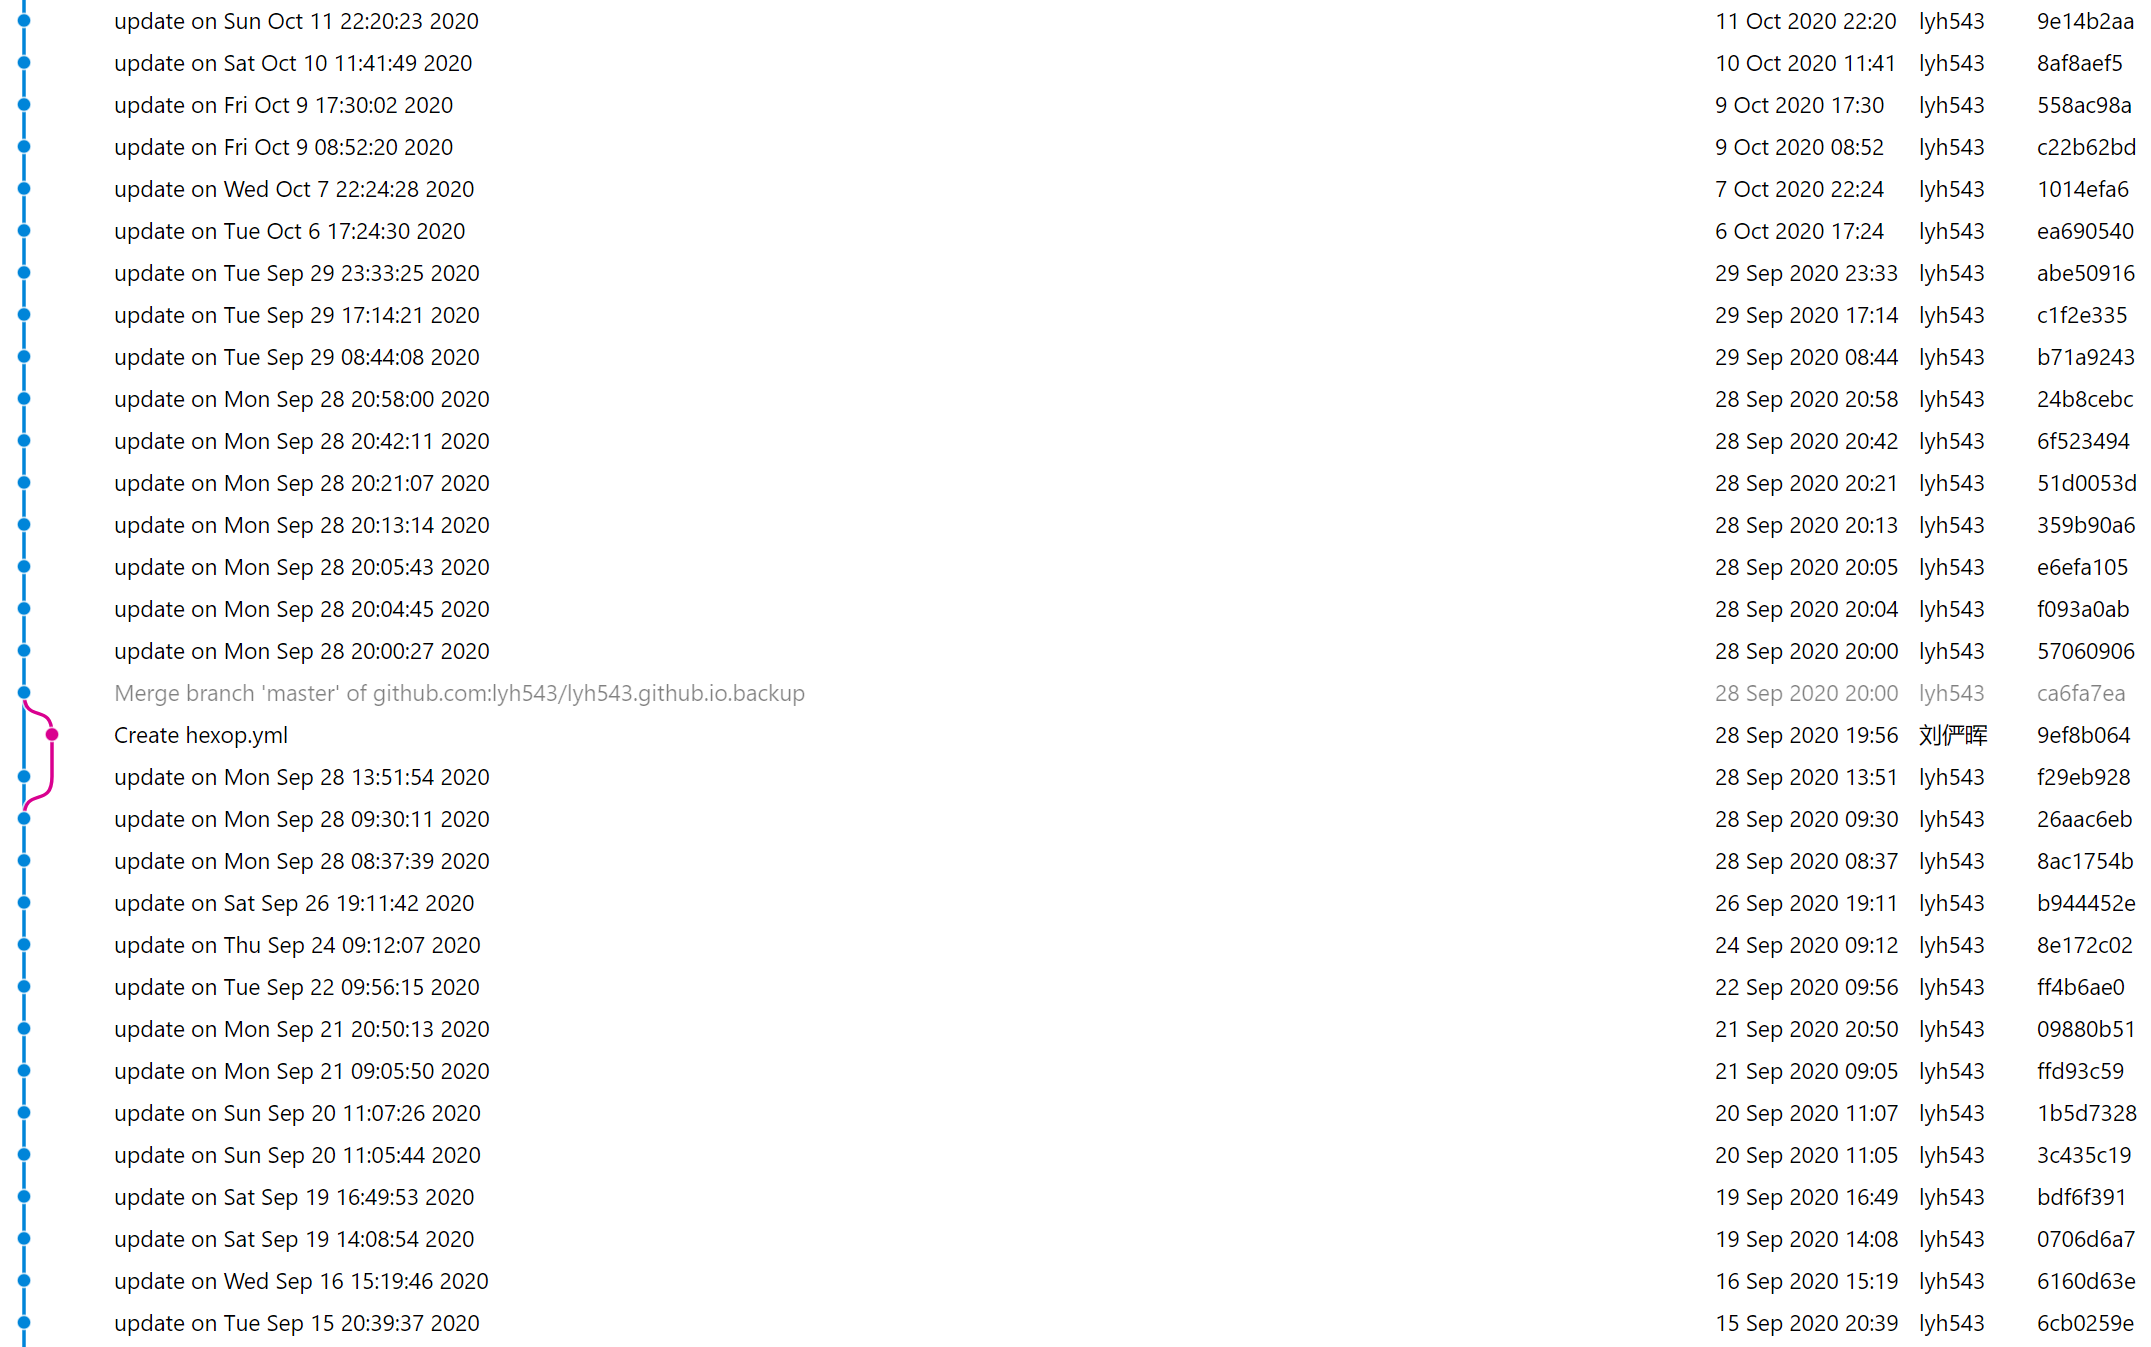 update on Sun Oct 11 22:20:23 2020 11 Oct 2020 22:20 lyh543 9e14b2aa
update on Sat Oct 10 11:41:49 2020 10 Oct 2020 11:41 lyh543 8af8aef5
update on Fri Oct 9 17:30:02 2020 9 Oct 2020 17:30 lyh543 558ac98a
update on Fri Oct 9 08:52:20 2020 9 Oct 2020 08:52 lyh543 c22b62bd
update on Wed Oct 7 22:24:28 2020 7 Oct 2020 22:24 lyh543 1014efa6
update on Tue Oct 6 17:24:30 2020 6 Oct 2020 17:24 lyh543 ea690540
update on Tue Sep 29 23:33:25 2020 29 Sep 2020 23:33 lyh543 abe50916
update on Tue Sep 29 17:14:21 2020 29 Sep 2020 17:14 lyh543 c1f2e335
update on Tue Sep 29 08:44:08 2020 29 Sep 2020 08:44 lyh543 b71a9243
update on Mon Sep 28 20:58:00 2020 28 Sep 2020 20:58 lyh543 24b8cebc
update on Mon Sep 28 20:42:11 2020 28 Sep 2020 20:42 lyh543 6f523494
update on Mon Sep 28 20:21:07 2020 28 Sep 2020 20:21 lyh543 51d0053d
update on Mon Sep 28 20:13:14 2020 28 Sep 2020 20:13 lyh543 359b90a6
update on Mon Sep 28 20:05:43 2020 28 Sep 2020 20:05 lyh543 e6efa105
update on Mon Sep 28 20:04:45 2020 28 Sep 2020 20:04 lyh543 f093a0ab
update on Mon Sep 28 20:00:27 2020 28 Sep 2020 20:00 lyh543 57060906
Merge branch 'master' of github.com:lyh543/lyh543.github.io.backup 28 Sep 2020 20:00 lyh543 ca6fa7ea
Create hexop.yml 28 Sep 2020 19:56 刘俨晖 9ef8b064
update on Mon Sep 28 13:51:54 2020 28 Sep 2020 13:51 lyh543 f29eb928
update on Mon Sep 28 09:30:11 2020 28 Sep 2020 09:30 lyh543 26aac6eb
update on Mon Sep 28 08:37:39 2020 28 Sep 2020 08:37 lyh543 8ac1754b
update on Sat Sep 26 19:11:42 2020 26 Sep 2020 19:11 lyh543 b944452e
update on Thu Sep 24 09:12:07 2020 24 Sep 2020 09:12 lyh543 8e172c02
update on Tue Sep 22 09:56:15 2020 22 Sep 2020 09:56 lyh543 ff4b6ae0
update on Mon Sep 21 20:50:13 2020 21 Sep 2020 20:50 lyh543 09880b51
update on Mon Sep 21 09:05:50 2020 21 Sep 2020 09:05 lyh543 ffd93c59
update on Sun Sep 20 11:07:26 2020 20 Sep 2020 11:07 lyh543 1b5d7328
update on Sun Sep 20 11:05:44 2020 20 Sep 2020 11:05 lyh543 3c435c19
update on Sat Sep 19 16:49:53 2020 19 Sep 2020 16:49 lyh543 bdf6f391
update on Sat Sep 19 14:08:54 2020 19 Sep 2020 14:08 lyh543 0706d6a7
update on Wed Sep 16 15:19:46 2020 16 Sep 2020 15:19 lyh543 6160d63e
update on Tue Sep 15 20:39:37 2020 15 Sep 2020 20:39 lyh543 6cb0259e